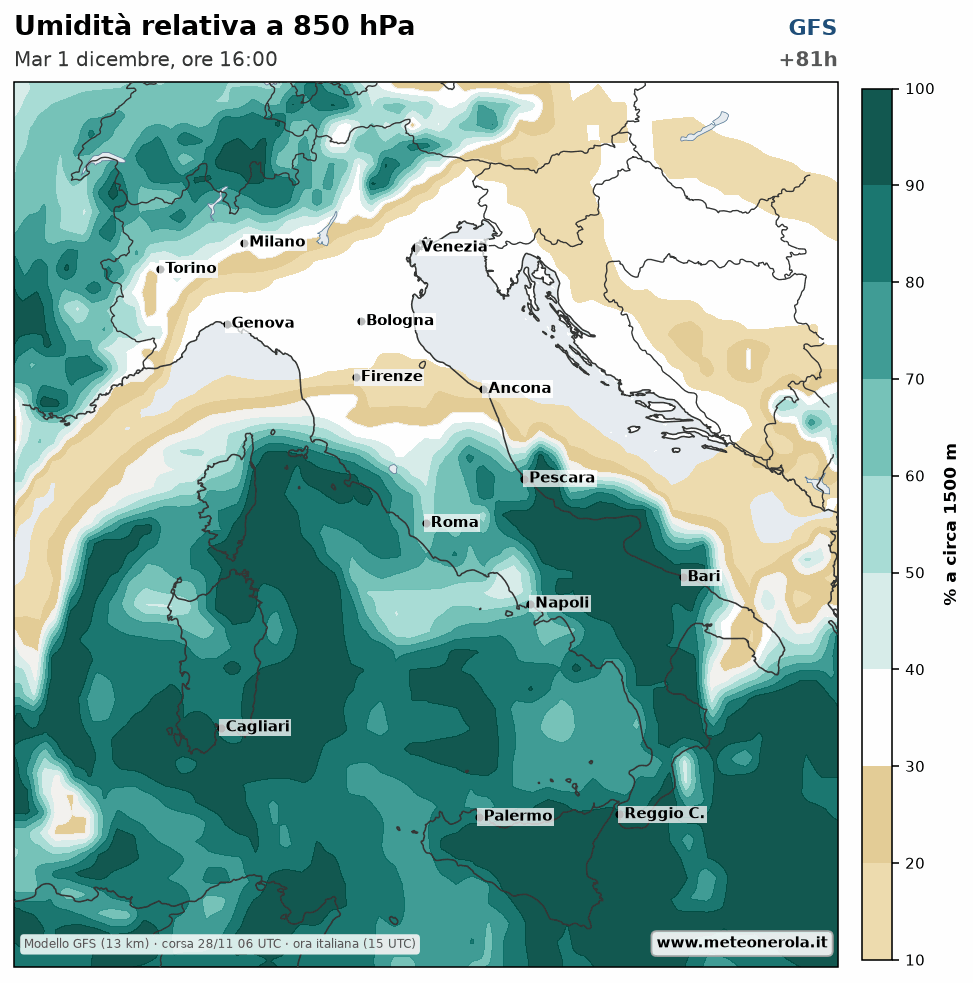 Umidità relativa a 850 hPa
GFS
Mar 1 dicembre, ore 16:00
+81h
100
90
80
70
60
50
40
30
20
10
% a circa 1500 m
Milano
Venezia
Torino
Genova
Bologna
Firenze
Ancona
Pescara
Roma
Bari
Napoli
Cagliari
Palermo
Reggio C.
Modello GFS (13 km) · corsa 28/11 06 UTC · ora italiana (15 UTC)
www.meteonerola.it